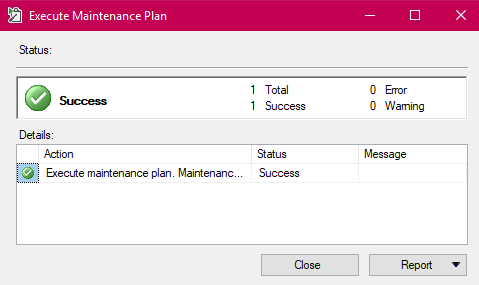 Execute Maintenance Plan
Status:
Success
1 Total 0 Error
1 Success 0 Warning
Details:
Action Status Message
Execute maintenance plan. Maintenanc... Success
Close Report